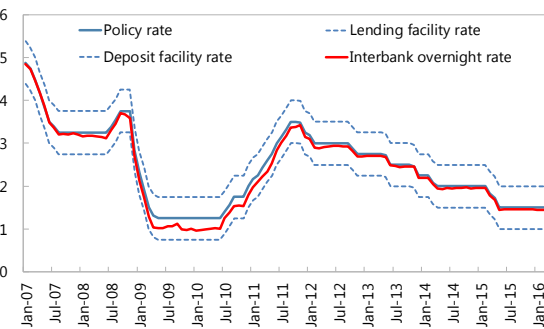 Policy rate
Lending facility rate
Deposit facility rate
Interbank overnight rate
6
5
4
3
2
1
0
Jan-07
Jul-07
Jan-08
Jul-08
Jan-09
Jul-09
Jan-10
Jul-10
Jan-11
Jul-11
Jan-12
Jul-12
Jan-13
Jul-13
Jan-14
Jul-14
Jan-15
Jul-15
Jan-16